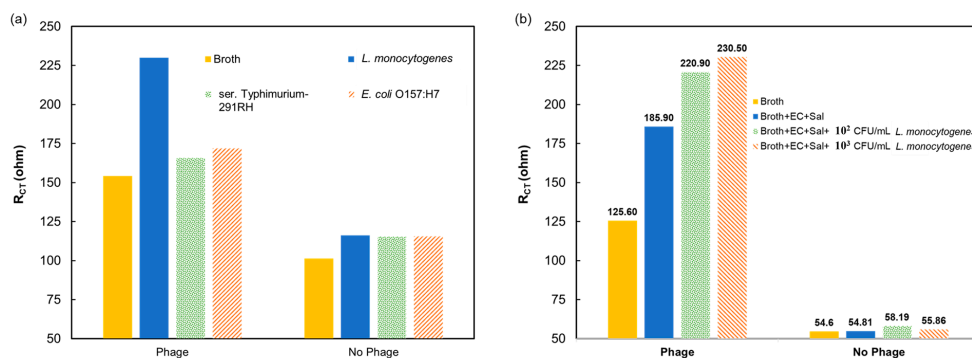 (a)
250
225
200
175
150
125
100
75
50
R_CT (ohm)
Broth
L. monocytogenes
ser. Typhimurium-
291RH
E. coli O157:H7
Phage
No Phage
(b)
250
225
200
175
150
125
100
75
50
R_CT (ohm)
125.60
185.90
220.90
230.50
54.6
54.81
58.19
55.86
Broth
Broth+EC+Sal
Broth+EC+Sal+ 10² CFU/mL L. monocytogenes
Broth+EC+Sal+ 10³ CFU/mL L. monocytogenes
Phage
No Phage